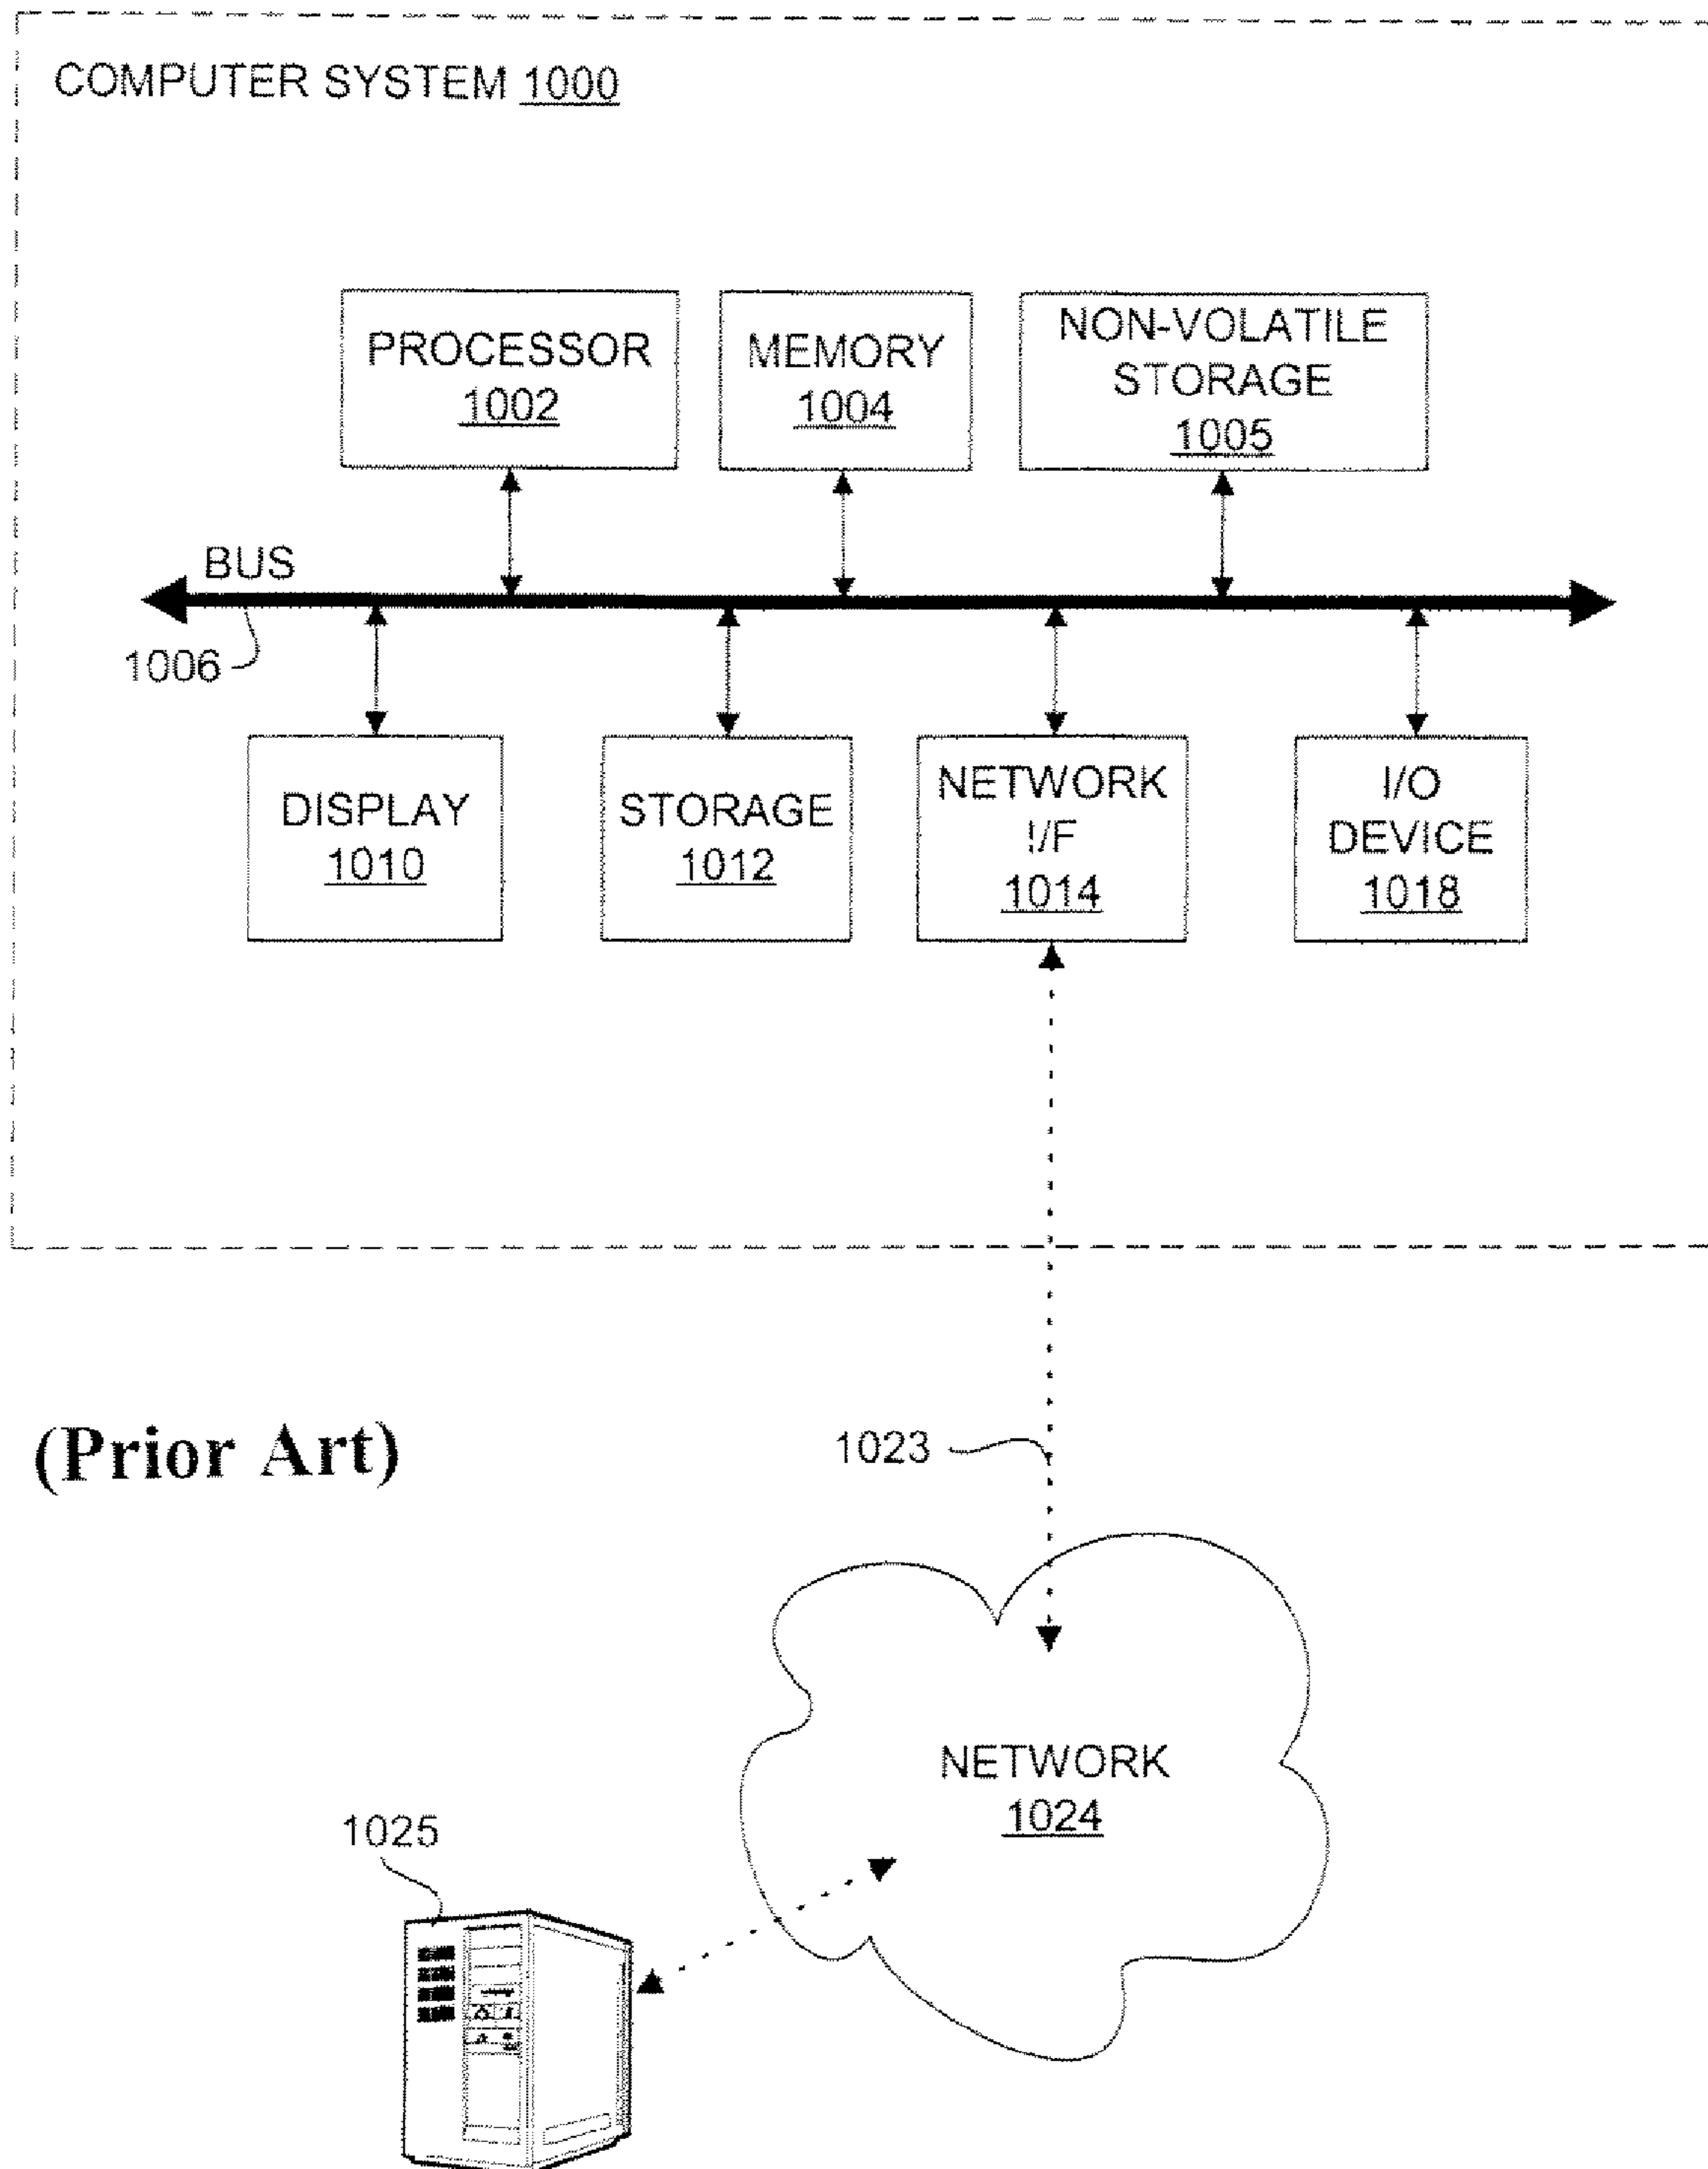 COMPUTER SYSTEM 1000
PROCESSOR
1002
MEMORY
1004
NON-VOLATILE
STORAGE
1005
BUS
1006
DISPLAY
1010
STORAGE
1012
NETWORK
I/F
1014
I/O
DEVICE
1018
(Prior Art)
1023
NETWORK
1024
1025